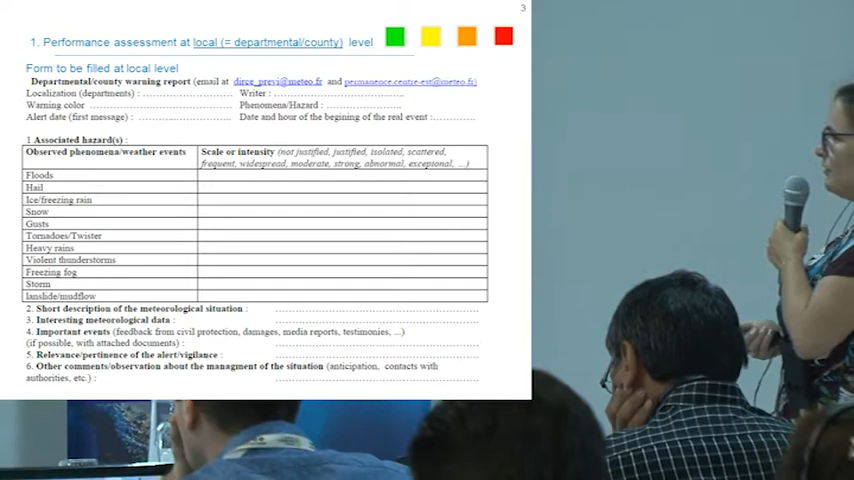 3
1. Performance assessment at local (= departmental/county) level
Form to be filled at local level
Departmental/county warning report (email at dirce_previ@meteo.fr and permanence.centre-est@meteo.fr)
Localization (departments) : ........................... Writer : .......................................
Warning color ........................................ Phenomena/Hazard : ......................
Alert date (first message) : ........................... Date and hour of the begining of the real event :............
1 Associated hazard(s) :
Observed phenomena/weather events Scale or intensity (not justified, justified, isolated, scattered,
frequent, widespread, moderate, strong, abnormal, exceptional, ...)
Floods
Hail
Ice/freezing rain
Snow
Gusts
Tornadoes/Twister
Heavy rains
Violent thunderstorms
Freezing fog
Storm
lanslide/mudflow
2. Short description of the meteorological situation : ............................................................
3. Interesting meteorological data : ............................................................
4. Important events (feedback from civil protection, damages, media reports, testimonies, ...)
(if possible, with attached documents) : ............................................................
5. Relevance/pertinence of the alert/vigilance : ............................................................
6. Other comments/observation about the managment of the situation (anticipation, contacts with
authorities, etc.) : ............................................................